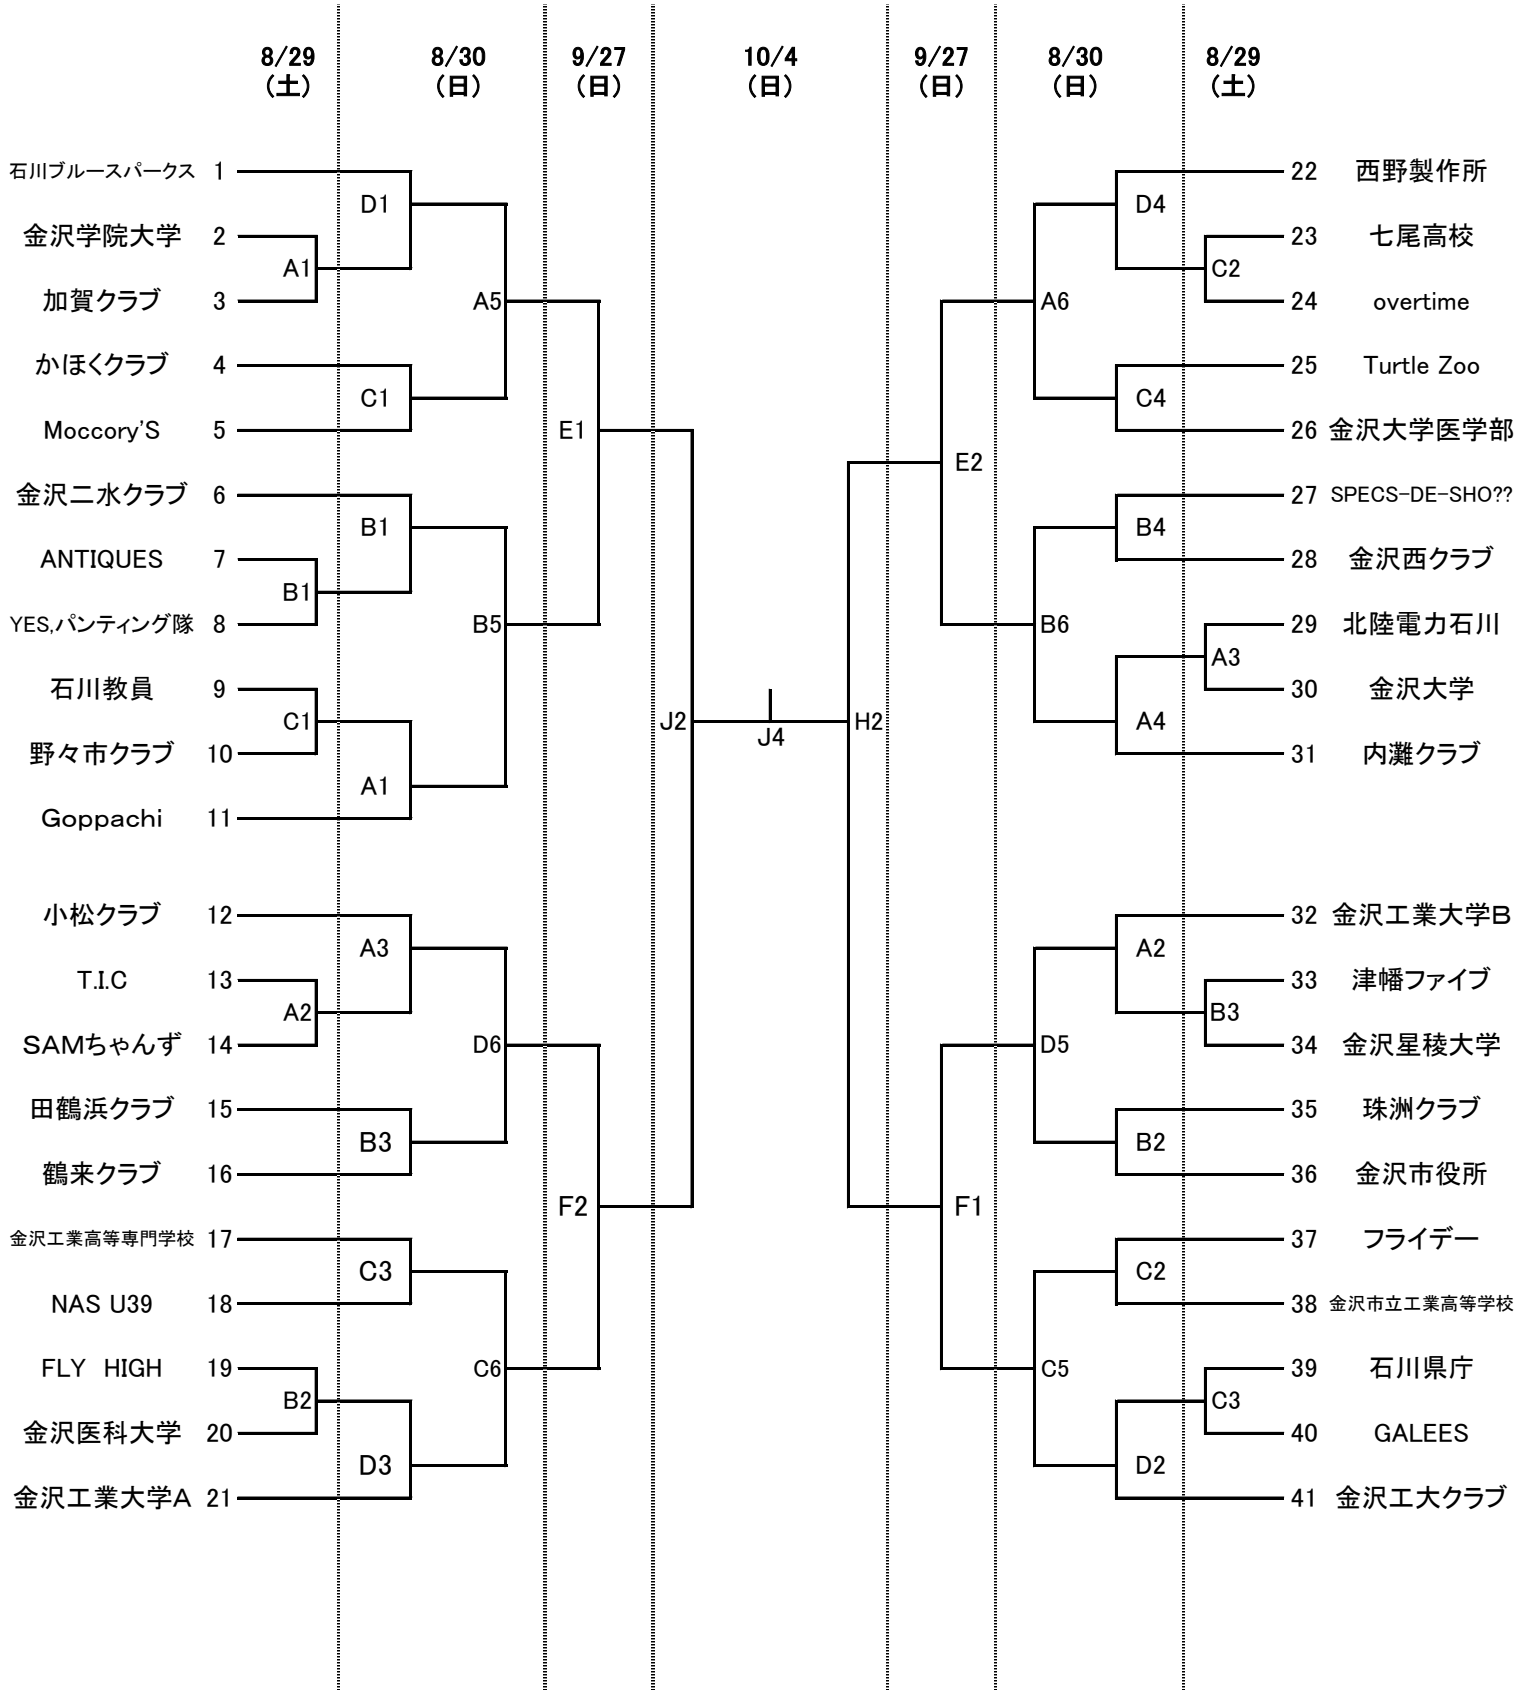 8/29 8/30 9/27 10/4 9/27 8/30 8/29
(土) (日) (日) (日) (日) (日) (土)
石川ブルースパークス 1 22 西野製作所
D1 D4
金沢学院大学 2 23 七尾高校
A1 C2
加賀クラブ 3 A5 A6 24 overtime
かほくクラブ 4 25 Turtle Zoo
C1 C4
Moccory'S 5 E1 26 金沢大学医学部
E2
金沢二水クラブ 6 27 SPECS-DE-SHO??
B1 B4
ANTIQUES 7 28 金沢西クラブ
B1
YES,パンティング隊 8 B5 B6 29 北陸電力石川
A3
石川教員 9 30 金沢大学
C1 J2 J4 H2 A4
野々市クラブ 10 31 内灘クラブ
A1
Goppachi 11
小松クラブ 12 32 金沢工業大学B
A3 A2
T.I.C 13 33 津幡ファイブ
A2 B3
SAMちゃんず 14 D6 D5 34 金沢星稜大学
田鶴浜クラブ 15 35 珠洲クラブ
B3 B2
鶴来クラブ 16 36 金沢市役所
F2 F1
金沢工業高等専門学校 17 37 フライデー
C3 C2
NAS U39 18 38 金沢市立工業高等学校
FLY HIGH 19 C6 C5 39 石川県庁
B2 C3
金沢医科大学 20 40 GALEES
D3 D2
金沢工業大学A 21 41 金沢工大クラブ